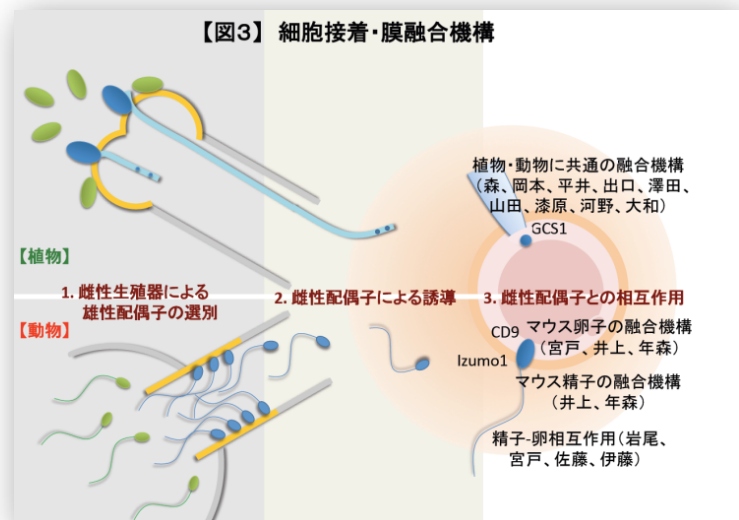 【図3】 細胞接着・膜融合機構
植物・動物に共通の融合機構
(森、岡本、平井、出口、澤田、
山田、漆原、河野、大和)
GCS1
【植物】
1. 雌性生殖器による
雄性配偶子の選別
2. 雌性配偶子による誘導
3. 雌性配偶子との相互作用
【動物】
CD9
マウス卵子の融合機構
(宮戸、井上、年森)
Izumo1
マウス精子の融合機構
(井上、年森)
精子-卵相互作用(岩尾、
宮戸、佐藤、伊藤)